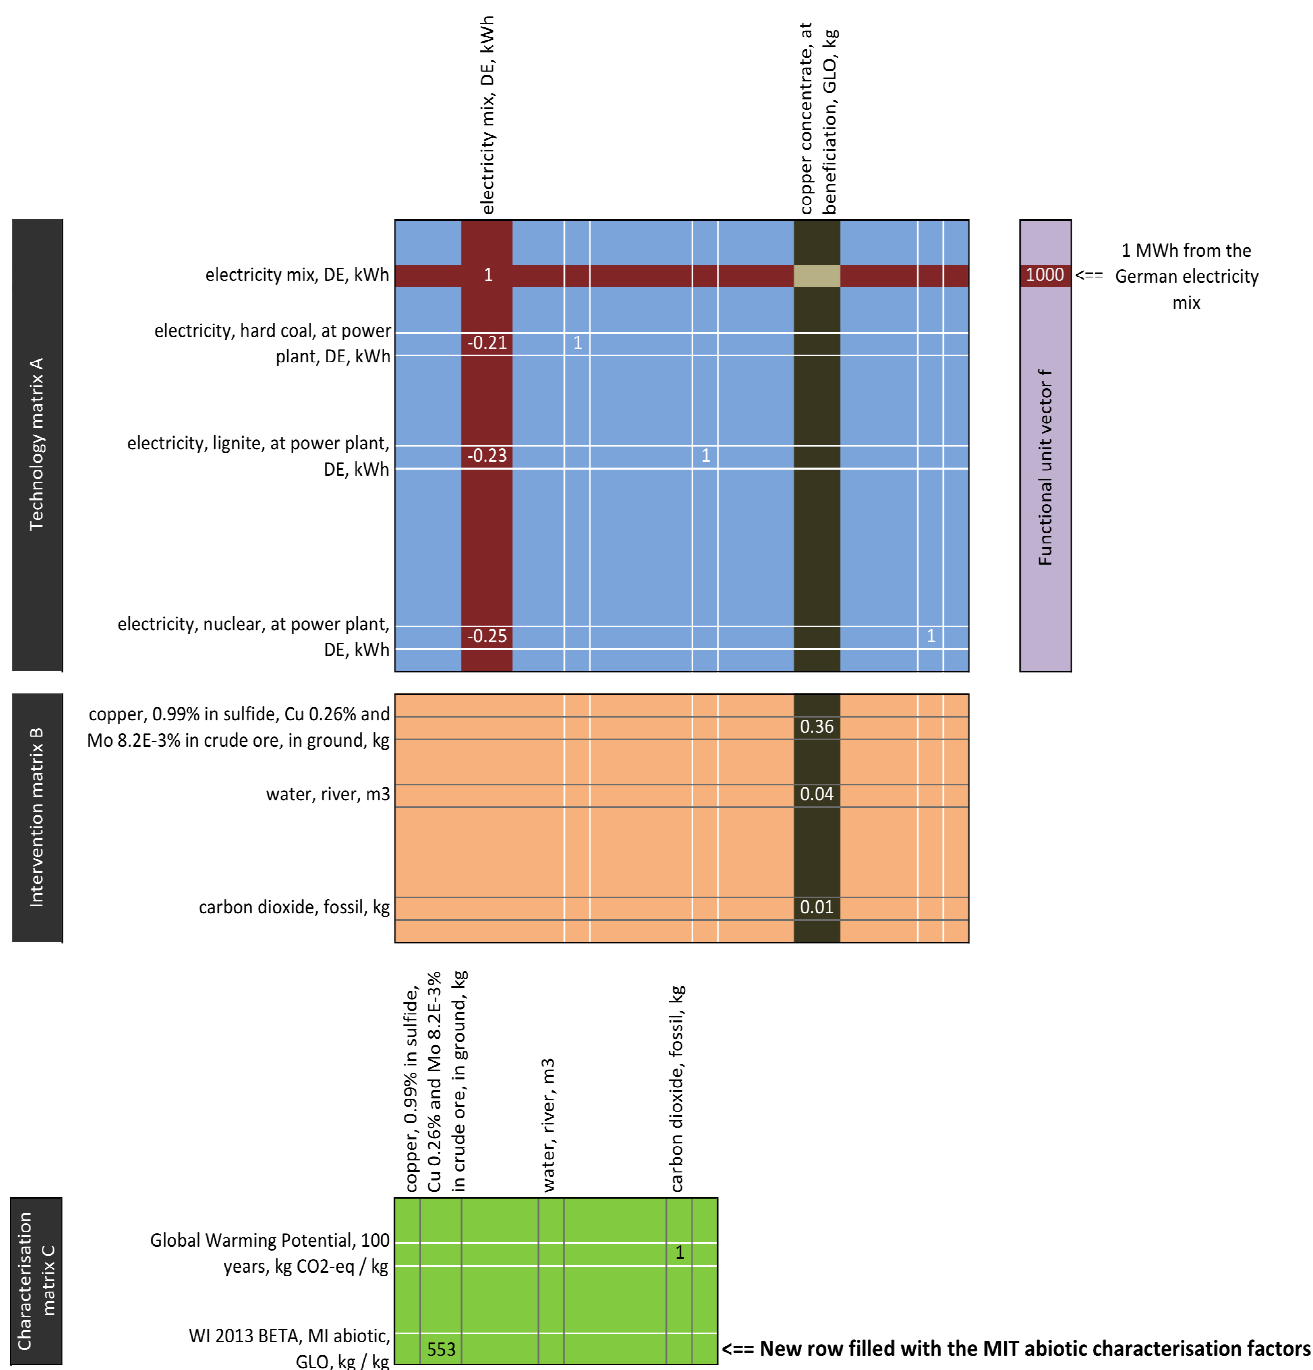 electricity mix, DE, kWh
copper concentrate, at
beneficiation, GLO, kg
Technology matrix A
electricity mix, DE, kWh
1
1000
<==
1 MWh from the
German electricity
mix
electricity, hard coal, at power
plant, DE, kWh
-0.21
1
electricity, lignite, at power plant,
DE, kWh
-0.23
1
electricity, nuclear, at power plant,
DE, kWh
-0.25
1
Functional unit vector f
Intervention matrix B
copper, 0.99% in sulfide, Cu 0.26% and
Mo 8.2E-3% in crude ore, in ground, kg
0.36
water, river, m3
0.04
carbon dioxide, fossil, kg
0.01
copper, 0.99% in sulfide,
Cu 0.26% and Mo 8.2E-3%
in crude ore, in ground, kg
water, river, m3
carbon dioxide, fossil, kg
Characterisation
matrix C
Global Warming Potential, 100
years, kg CO2-eq / kg
1
WI 2013 BETA, MI abiotic,
GLO, kg / kg
553
<== New row filled with the MIT abiotic characterisation factors